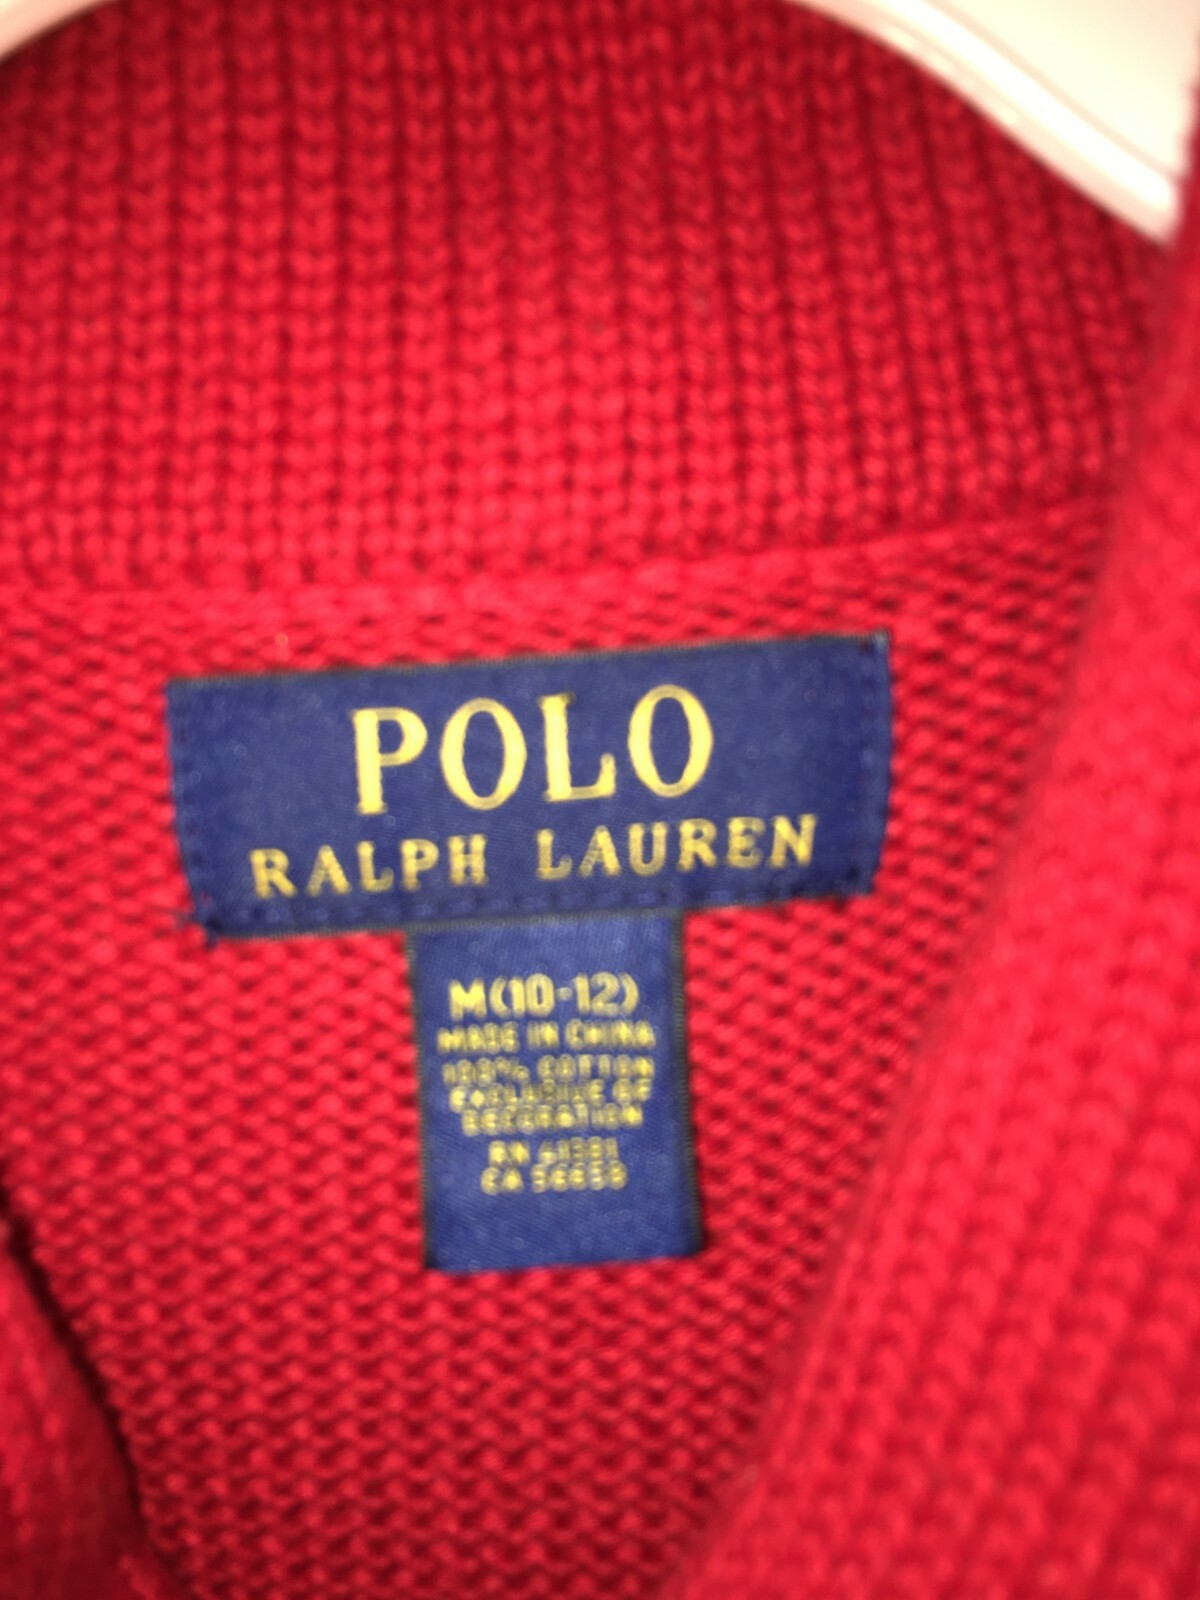 POLO
RALPH LAUREN
M(10-12)
MADE IN CHINA
100% COTTON
EXCLUSIVE OF
DECORATION
RN 41381
CA 56658